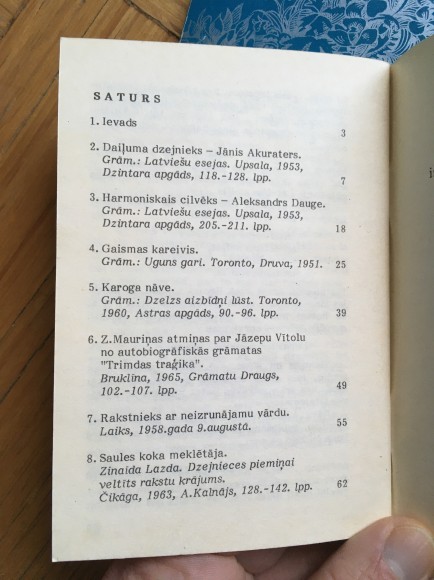 SATURS
1. Ievads 3
2. Daiļuma dzejnieks – Jānis Akuraters.
Grām.: Latviešu esejas. Upsala, 1953,
Dzintara apgāds, 118.-128. lpp. 7
3. Harmoniskais cilvēks – Aleksandrs Dauge.
Grām.: Latviešu esejas. Upsala, 1953,
Dzintara apgāds, 205.-211. lpp. 18
4. Gaismas kareivis.
Grām.: Uguns gari. Toronto, Druva, 1951. 25
5. Karoga nāve.
Grām.: Dzelzs aizbīdņi lūst. Toronto,
1960, Astras apgāds, 90.-96. lpp. 39
6. Z.Mauriņas atmiņas par Jāzepu Vītolu
no autobiogrāfiskās grāmatas
"Trimdas traģika".
Bruklina, 1965, Grāmatu Draugs,
102.-107. lpp. 49
7. Rakstnieks ar neizrunājamu vārdu.
Laiks, 1958.gada 9.augustā. 55
8. Saules koka meklētāja.
Zinaida Lazda. Dzejnieces piemiņai
veltīts rakstu krājums.
Čikāga, 1963, A.Kalnājs, 128.-142. lpp. 62